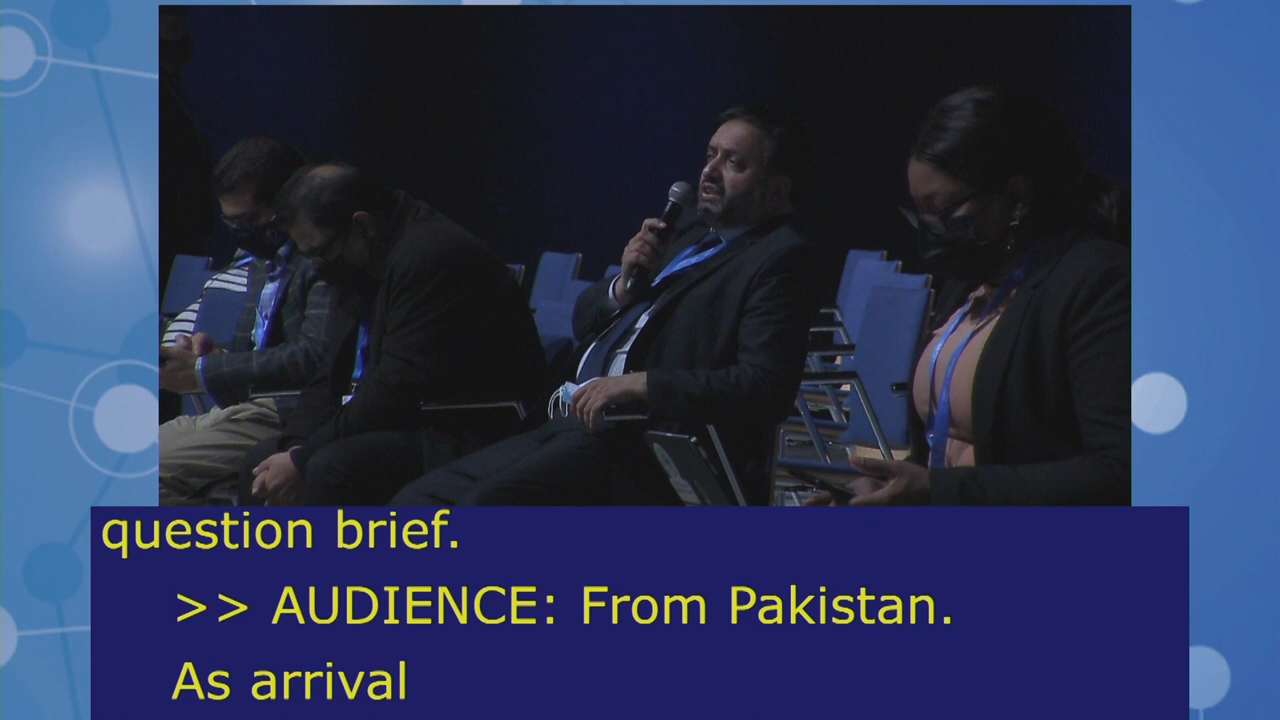 question brief.
>> AUDIENCE: From Pakistan.
As arrival